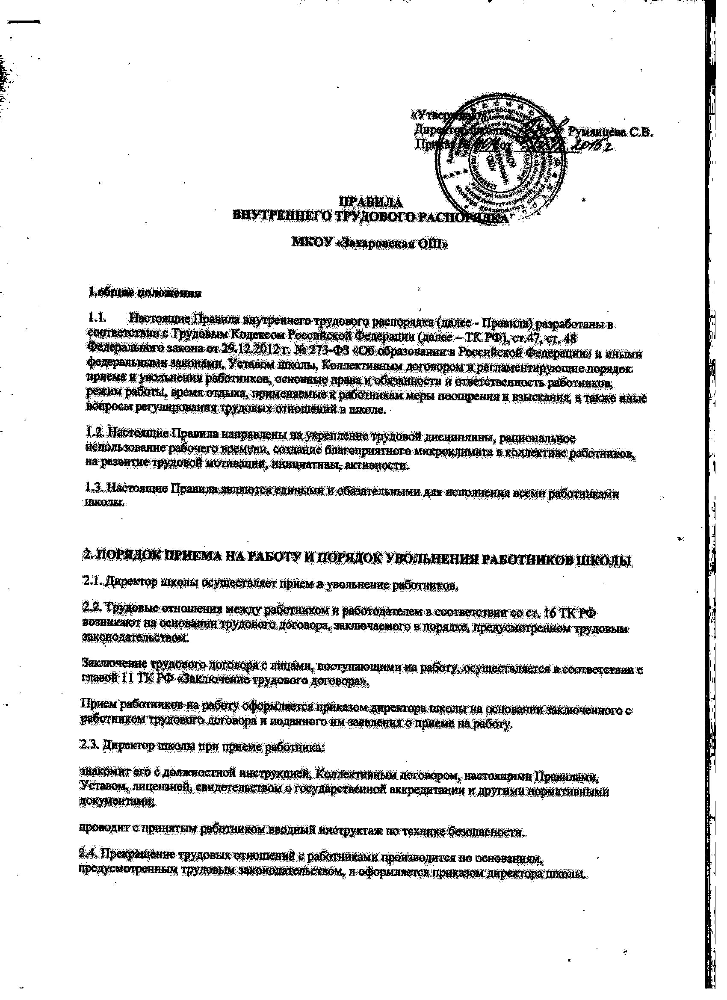 «Утверждаю»
Директор школы Румянцева С.В.
Приказ № от 2015 г
ПРАВИЛА
ВНУТРЕННЕГО ТРУДОВОГО РАСПОРЯДКА
МКОУ «Захаровская ОШ»
1.общие положения
1.1. Настоящие Правила внутреннего трудового распорядка (далее - Правила) разработаны в
соответствии с Трудовым Кодексом Российской Федерации (далее – ТК РФ), ст.47, ст. 48
Федерального закона от 29.12.2012 г. № 273-ФЗ «Об образовании в Российской Федерации» и иными
федеральными законами, Уставом школы, Коллективным договором и регламентирующие порядок
приема и увольнения работников, основные права и обязанности и ответственность работников,
режим работы, время отдыха, применяемые к работникам меры поощрения и взыскания, а также иные
вопросы регулирования трудовых отношений в школе.
1.2. Настоящие Правила направлены на укрепление трудовой дисциплины, рациональное
использование рабочего времени, создание благоприятного микроклимата в коллективе работников,
на развитие трудовой мотивации, инициативы, активности.
1.3. Настоящие Правила являются едиными и обязательными для исполнения всеми работниками
школы.
2. ПОРЯДОК ПРИЕМА НА РАБОТУ И ПОРЯДОК УВОЛЬНЕНИЯ РАБОТНИКОВ ШКОЛЫ
2.1. Директор школы осуществляет прием и увольнение работников.
2.2. Трудовые отношения между работником и работодателем в соответствии со ст. 16 ТК РФ
возникают на основании трудового договора, заключаемого в порядке, предусмотренном трудовым
законодательством.
Заключение трудового договора с лицами, поступающими на работу, осуществляется в соответствии с
главой 11 ТК РФ «Заключение трудового договора».
Прием работников на работу оформляется приказом директора школы на основании заключенного с
работником трудового договора и поданного им заявления о приеме на работу.
2.3. Директор школы при приеме работника:
знакомит его с должностной инструкцией, Коллективным договором, настоящими Правилами,
Уставом, лицензией, свидетельством о государственной аккредитации и другими нормативными
документами;
проводит с принятым работником вводный инструктаж по технике безопасности.
2.4. Прекращение трудовых отношений с работниками производится по основаниям,
предусмотренным трудовым законодательством, и оформляется приказом директора школы.